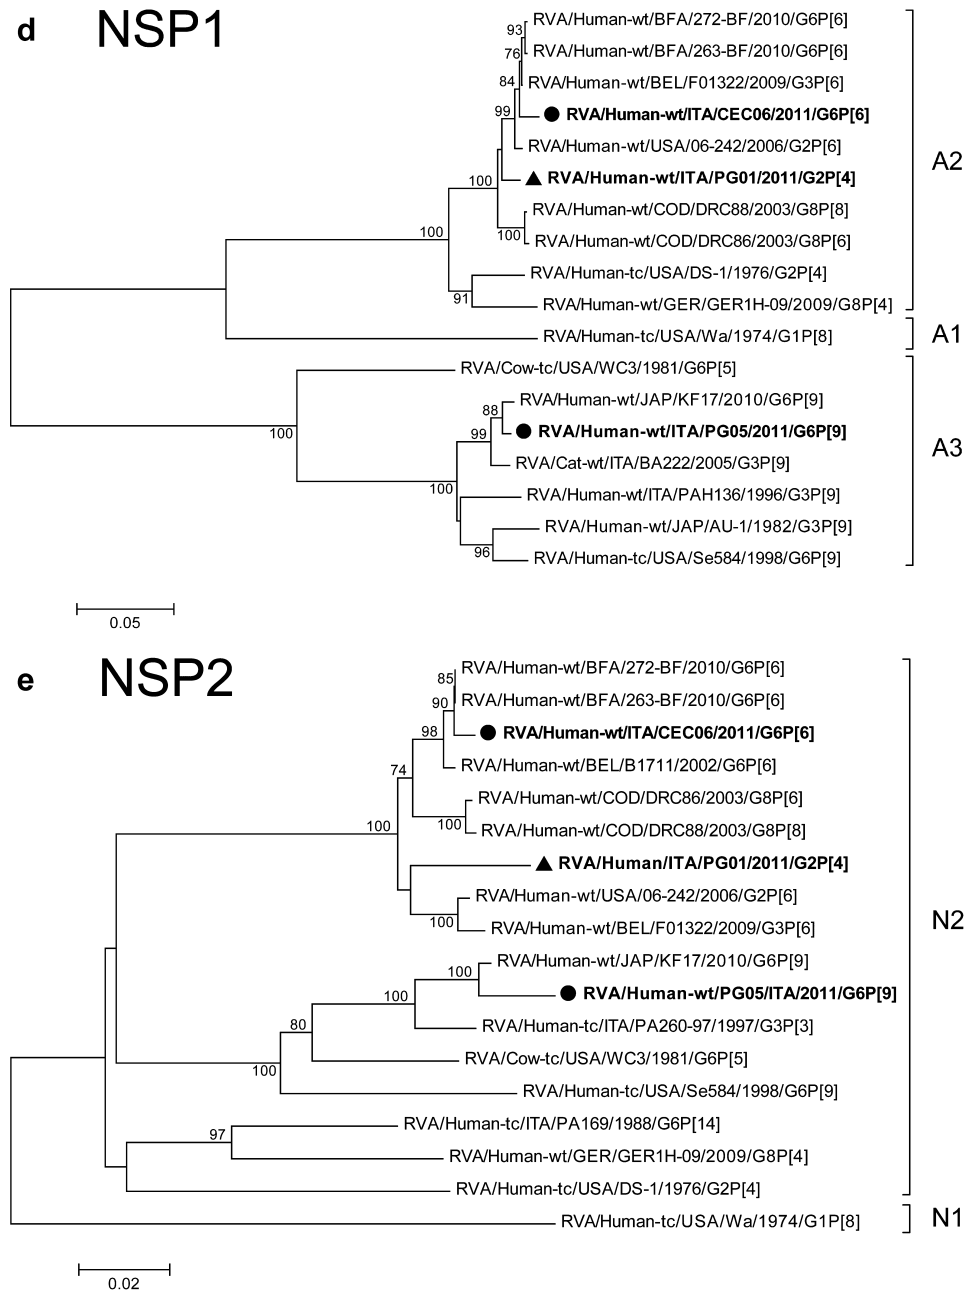 d NSP1
RVA/Human-wt/BFA/272-BF/2010/G6P[6]
93
RVA/Human-wt/BFA/263-BF/2010/G6P[6]
76
RVA/Human-wt/BEL/F01322/2009/G3P[6]
84
RVA/Human-wt/ITA/CEC06/2011/G6P[6]
99
RVA/Human-wt/USA/06-242/2006/G2P[6]
A2
RVA/Human-wt/ITA/PG01/2011/G2P[4]
100
RVA/Human-wt/COD/DRC88/2003/G8P[8]
100
100
RVA/Human-wt/COD/DRC86/2003/G8P[6]
RVA/Human-tc/USA/DS-1/1976/G2P[4]
91
RVA/Human-wt/GER/GER1H-09/2009/G8P[4]
RVA/Human-tc/USA/Wa/1974/G1P[8]
A1
RVA/Cow-tc/USA/WC3/1981/G6P[5]
RVA/Human-wt/JAP/KF17/2010/G6P[9]
88
100
RVA/Human-wt/ITA/PG05/2011/G6P[9]
99
A3
RVA/Cat-wt/ITA/BA222/2005/G3P[9]
100
RVA/Human-wt/ITA/PAH136/1996/G3P[9]
RVA/Human-wt/JAP/AU-1/1982/G3P[9]
96
RVA/Human-tc/USA/Se584/1998/G6P[9]
0.05
e NSP2
RVA/Human-wt/BFA/272-BF/2010/G6P[6]
85
RVA/Human-wt/BFA/263-BF/2010/G6P[6]
90
RVA/Human-wt/ITA/CEC06/2011/G6P[6]
98
RVA/Human-wt/BEL/B1711/2002/G6P[6]
74
RVA/Human-wt/COD/DRC86/2003/G8P[6]
100
100
RVA/Human-wt/COD/DRC88/2003/G8P[8]
RVA/Human/ITA/PG01/2011/G2P[4]
RVA/Human-wt/USA/06-242/2006/G2P[6]
100
N2
RVA/Human-wt/BEL/F01322/2009/G3P[6]
RVA/Human-wt/JAP/KF17/2010/G6P[9]
100
RVA/Human-wt/PG05/ITA/2011/G6P[9]
100
80
RVA/Human-tc/ITA/PA260-97/1997/G3P[3]
RVA/Cow-tc/USA/WC3/1981/G6P[5]
100
RVA/Human-tc/USA/Se584/1998/G6P[9]
RVA/Human-tc/ITA/PA169/1988/G6P[14]
97
RVA/Human-wt/GER/GER1H-09/2009/G8P[4]
RVA/Human-tc/USA/DS-1/1976/G2P[4]
RVA/Human-tc/USA/Wa/1974/G1P[8]
N1
0.02